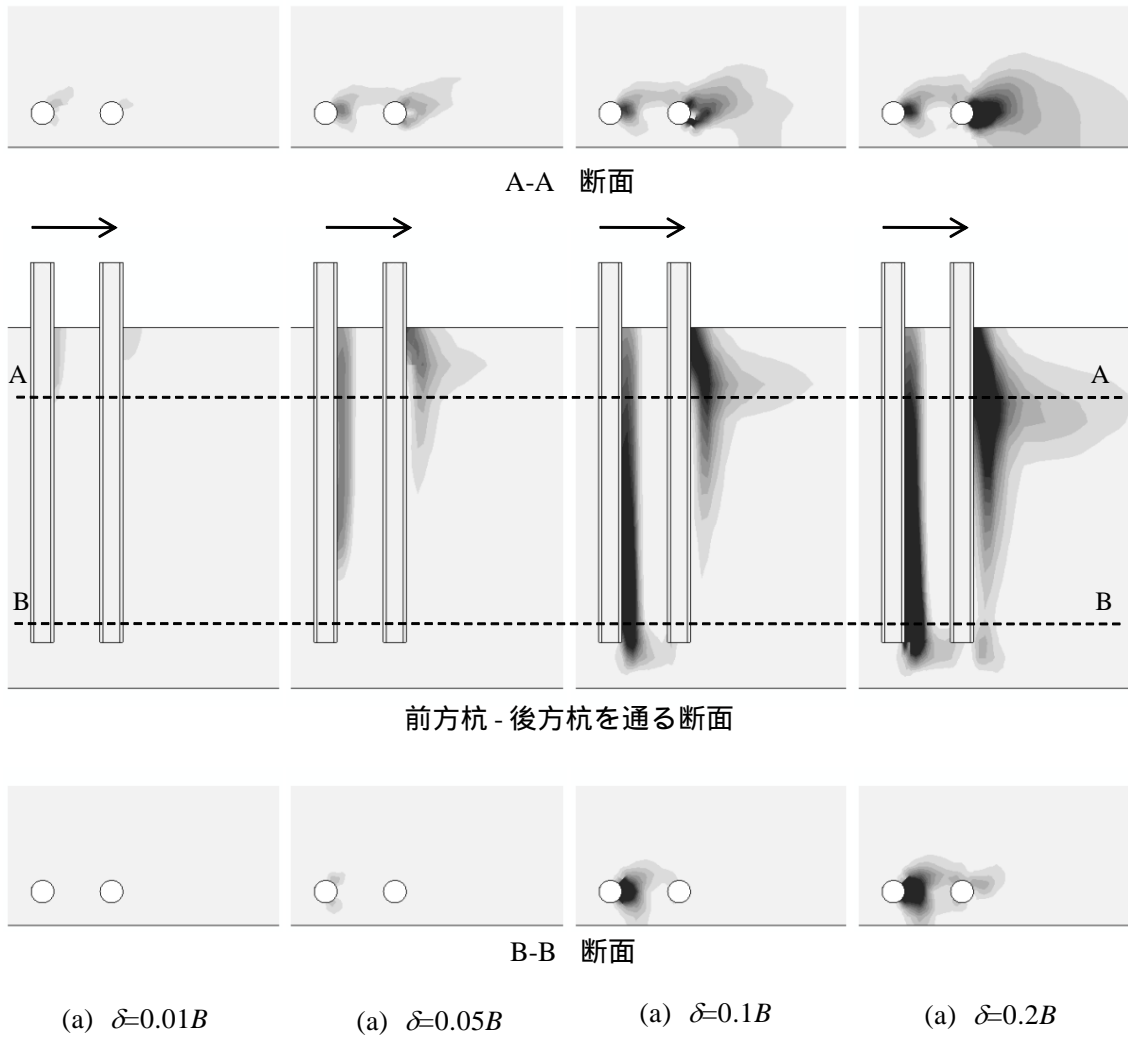 A-A 断面
A A
B B
前方杭 - 後方杭を通る断面
B-B 断面
(a) δ=0.01B (a) δ=0.05B (a) δ=0.1B (a) δ=0.2B